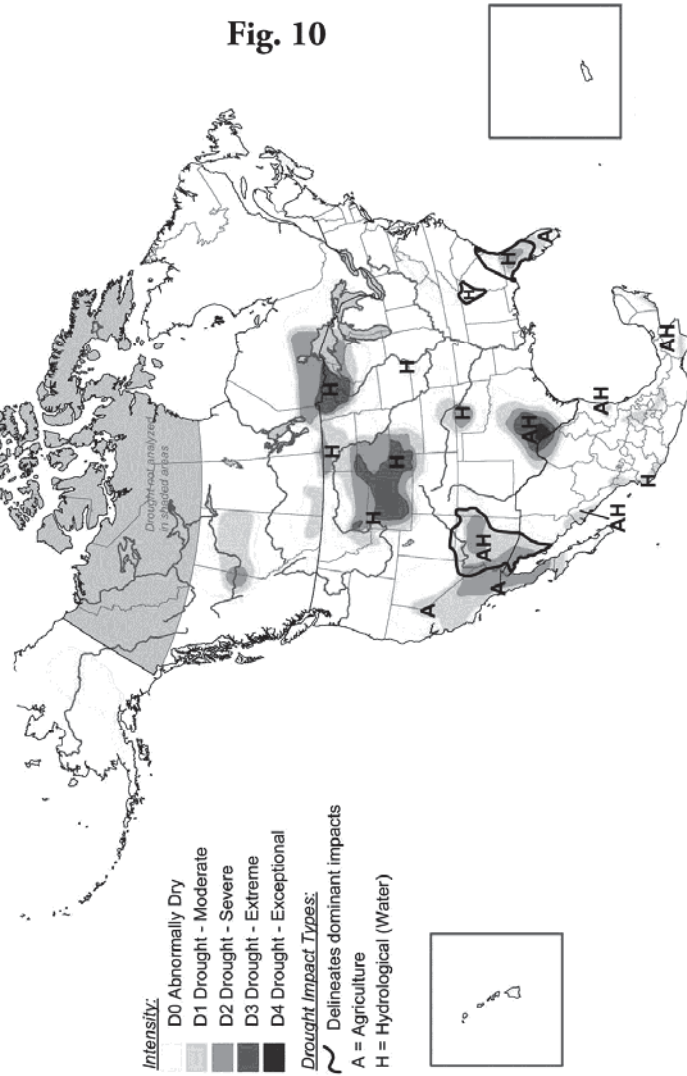 Fig. 10
Drought not analyzed
in shaded areas
Intensity:
D0 Abnormally Dry
D1 Drought - Moderate
D2 Drought - Severe
D3 Drought - Extreme
D4 Drought - Exceptional
Drought Impact Types:
Delineates dominant impacts
A = Agriculture
H = Hydrological (Water)
H
H
H
H
H
H
H
H
A
AH
AH
A
A
AH
AH
H
AH